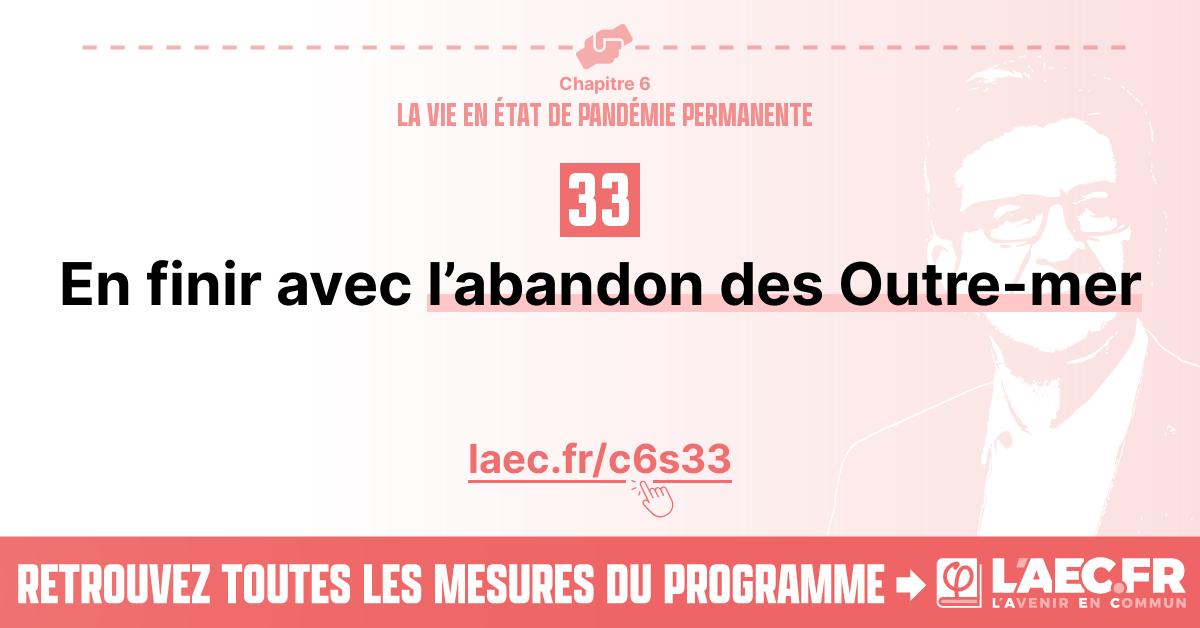 Chapitre 6
LA VIE EN ÉTAT DE PANDÉMIE PERMANENTE
33
En finir avec l’abandon des Outre-mer
laec.fr/c6s33
RETROUVEZ TOUTES LES MESURES DU PROGRAMME
φ
L'AEC.FR
L'AVENIR EN COMMUN